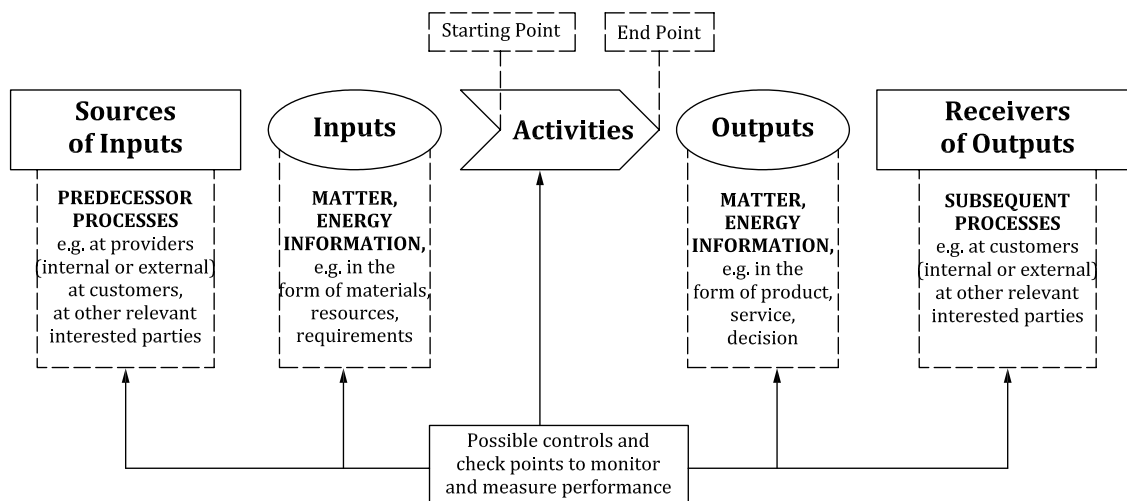 Starting Point
End Point
Sources
of Inputs
Inputs
Activities
Outputs
Receivers
of Outputs
PREDECESSOR
PROCESSES
e.g. at providers
(internal or external)
at customers,
at other relevant
interested parties
MATTER,
ENERGY
INFORMATION,
e.g. in the
form of materials,
resources,
requirements
MATTER,
ENERGY
INFORMATION,
e.g. in the
form of product,
service,
decision
SUBSEQUENT
PROCESSES
e.g. at customers
(internal or external)
at other relevant
interested parties
Possible controls and
check points to monitor
and measure performance